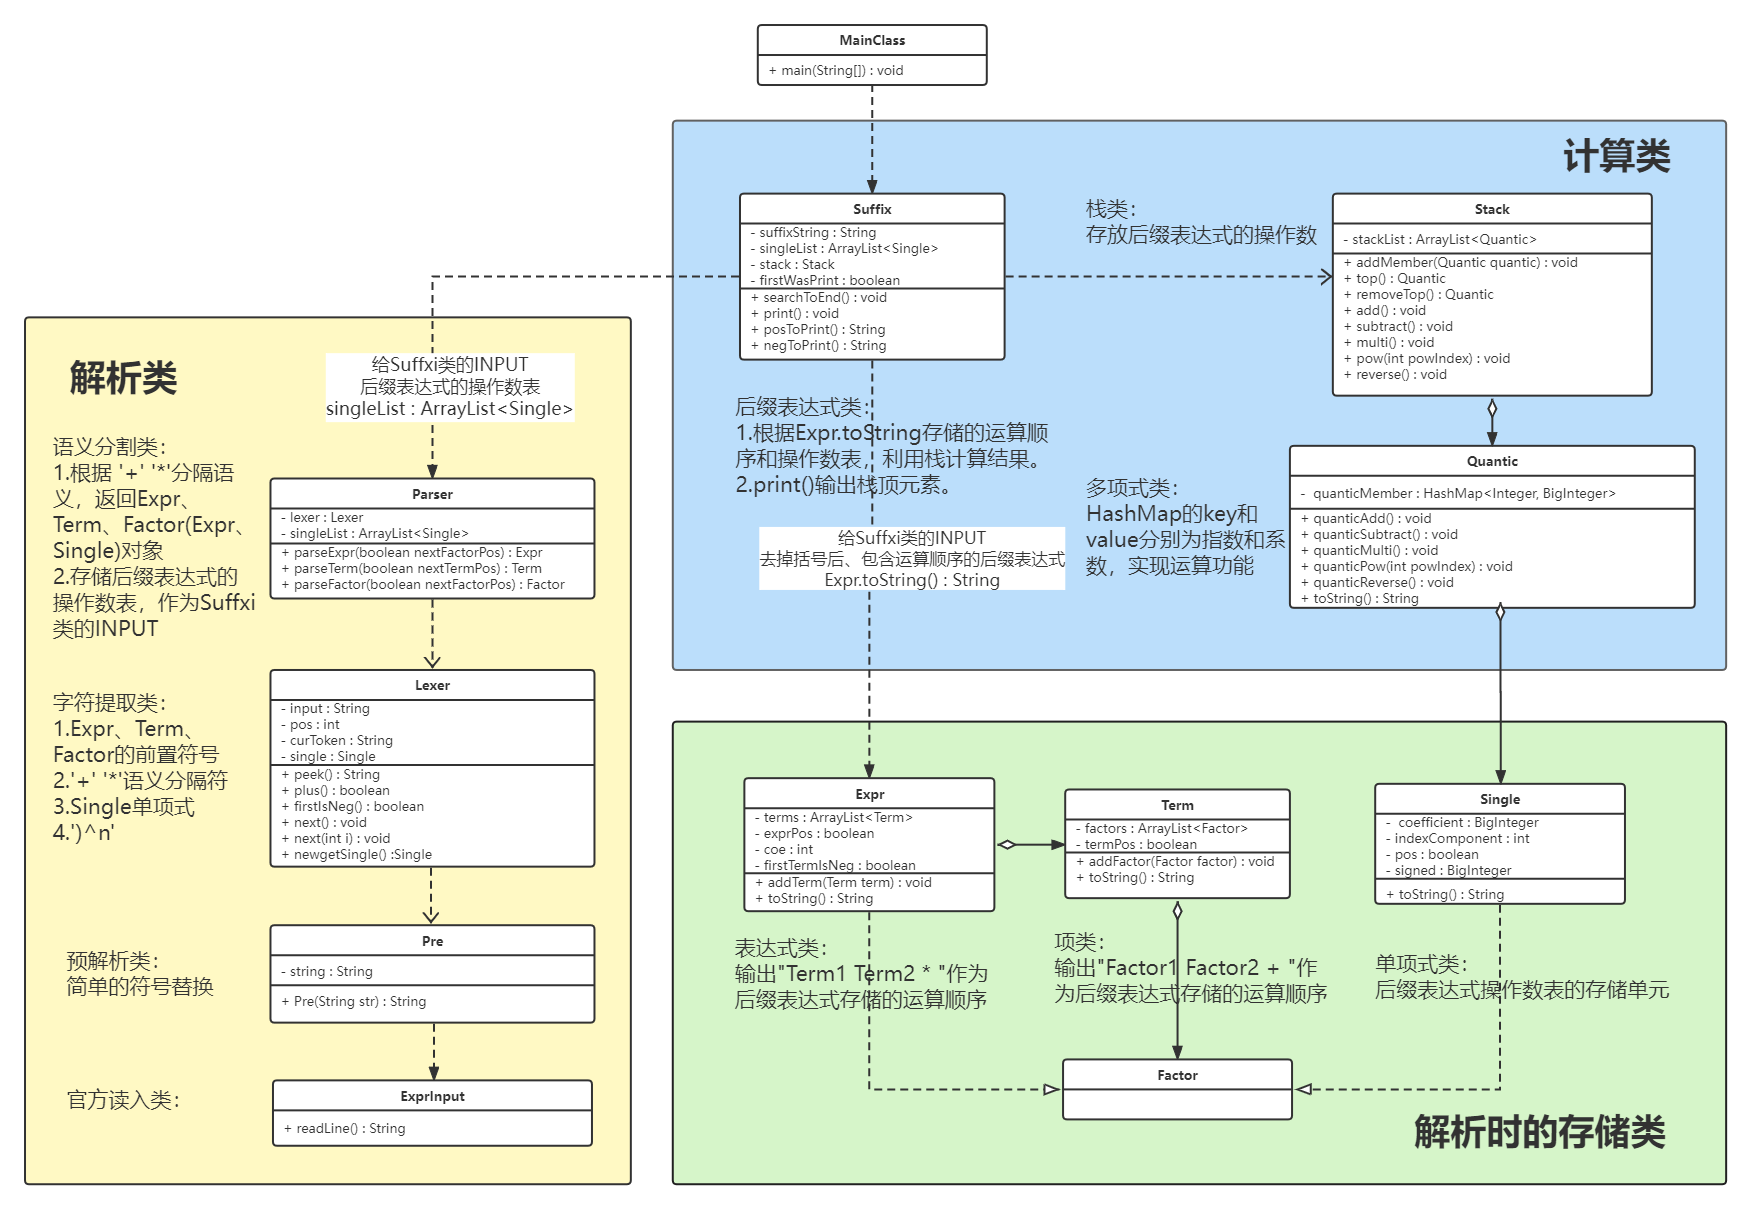 MainClass
+ main(String[]) : void
计算类
Suffix
- suffixString : String
- singleList : ArrayList<Single>
- stack : Stack
- firstWasPrint : boolean
+ searchToEnd() : void
+ print() : void
+ posToPrint() : String
+ negToPrint() : String
栈类：
存放后缀表达式的操作数
Stack
- stackList : ArrayList<Quantic>
+ addMember(Quantic quantic) : void
+ top() : Quantic
+ removeTop() : Quantic
+ add() : void
+ subtract() : void
+ multi() : void
+ pow(int powIndex) : void
+ reverse() : void
后缀表达式类：
1.根据Expr.toString存储的运算顺
序和操作数表，利用栈计算结果。
2.print()输出栈顶元素。
给Suffxi类的INPUT
去掉括号后、包含运算顺序的后缀表达式
Expr.toString() : String
多项式类：
HashMap的key和
value分别为指数和系
数，实现运算功能
Quantic
-  quanticMember : HashMap<Integer, BigInteger>
+ quanticAdd() : void
+ quanticSubtract() : void
+ quanticMulti() : void
+ quanticPow(int powIndex) : void
+ quanticReverse() : void
+ toString() : String
解析类
给Suffxi类的INPUT
后缀表达式的操作数表
singleList : ArrayList<Single>
语义分割类：
1.根据 '+' '*'分隔语
义，返回Expr、
Term、Factor(Expr、
Single)对象
2.存储后缀表达式的
操作数表，作为Suffxi
类的INPUT
Parser
- lexer : Lexer
- singleList : ArrayList<Single>
+ parseExpr(boolean nextFactorPos) : Expr
+ parseTerm(boolean nextTermPos) : Term
+ parseFactor(boolean nextFactorPos) : Factor
字符提取类：
1.Expr、Term、
Factor的前置符号
2.'+' '*'语义分隔符
3.Single单项式
4.')^n'
Lexer
- input : String
- pos : int
- curToken : String
- single : Single
+ peek() : String
+ plus() : boolean
+ firstIsNeg() : boolean
+ next() : void
+ next(int i) : void
+ newgetSingle() :Single
预解析类：
简单的符号替换
Pre
- string : String
+ Pre(String str) : String
官方读入类：
ExprInput
+ readLine() : String
Expr
- terms : ArrayList<Term>
- exprPos : boolean
- coe : int
- firstTermIsNeg : boolean
+ addTerm(Term term) : void
+ toString() : String
Term
- factors : ArrayList<Factor>
- termPos : boolean
+ addFactor(Factor factor) : void
+ toString() : String
Single
-  coefficient : BigInteger
- indexComponent : int
- pos : boolean
- signed : BigInteger
+ toString() : String
表达式类：
输出"Term1 Term2 * "作为
后缀表达式存储的运算顺序
项类：
输出"Factor1 Factor2 + "作
为后缀表达式存储的运算顺序
单项式类：
后缀表达式操作数表的存储单元
Factor
解析时的存储类